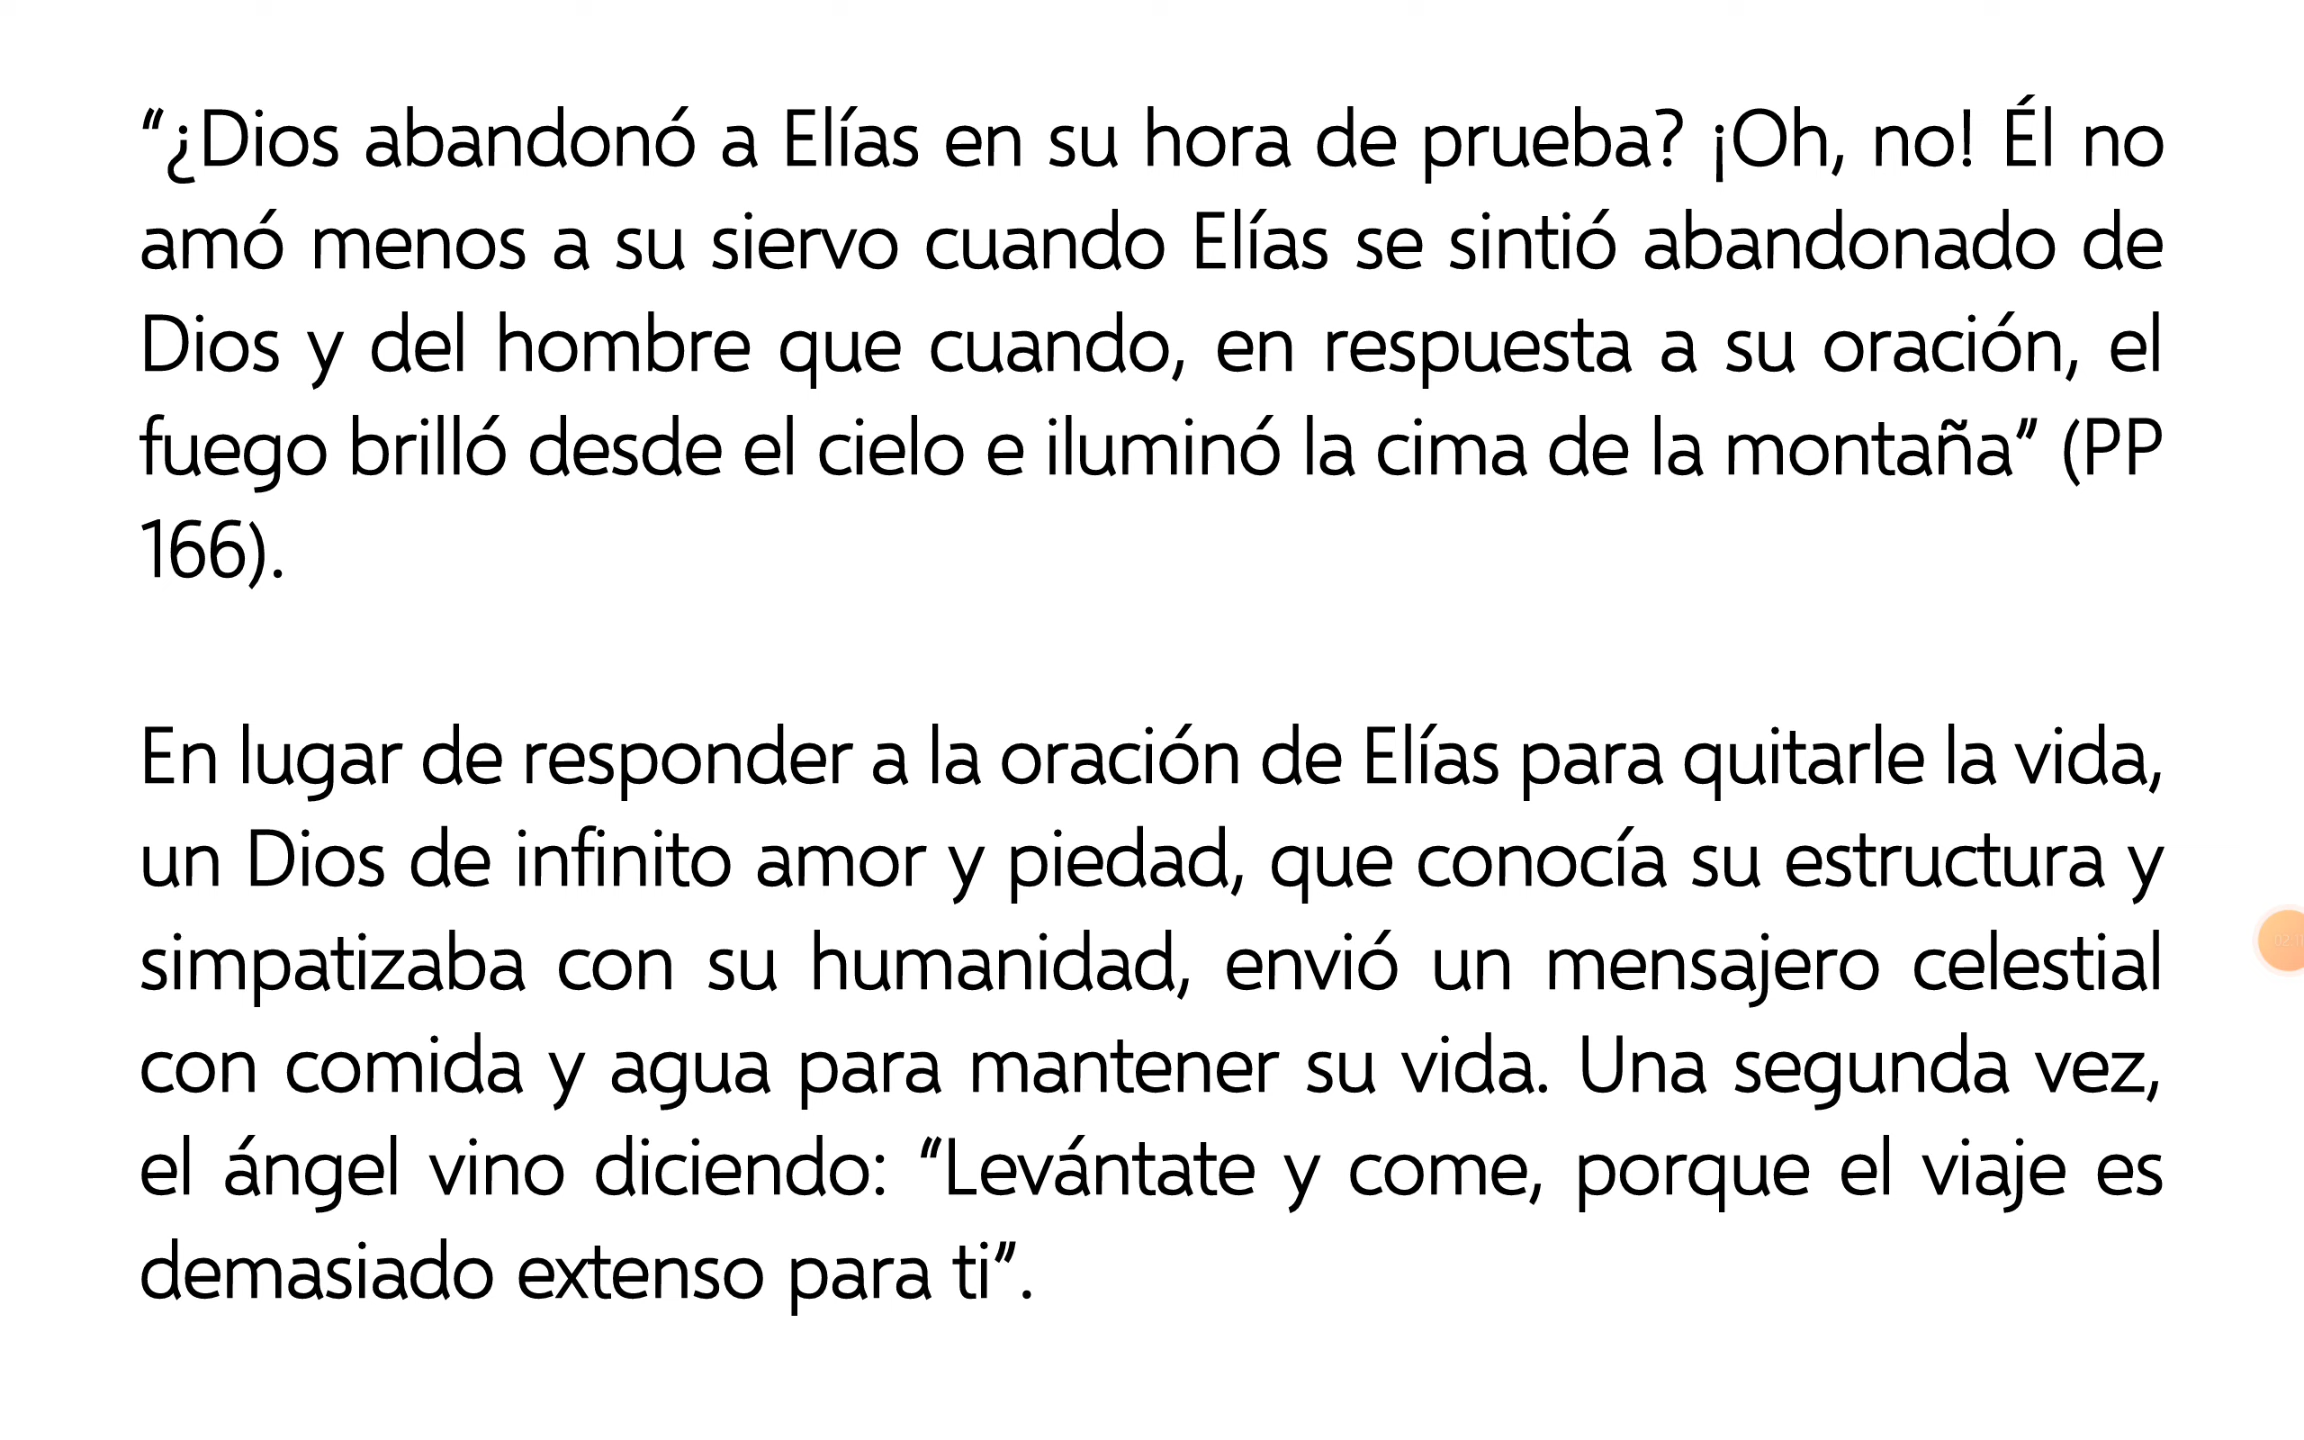 “¿Dios abandonó a Elías en su hora de prueba? ¡Oh, no! Él no
amó menos a su siervo cuando Elías se sintió abandonado de
Dios y del hombre que cuando, en respuesta a su oración, el
fuego brilló desde el cielo e iluminó la cima de la montaña” (PP
166).
En lugar de responder a la oración de Elías para quitarle la vida,
un Dios de infinito amor y piedad, que conocía su estructura y
simpatizaba con su humanidad, envió un mensajero celestial
con comida y agua para mantener su vida. Una segunda vez,
el ángel vino diciendo: “Levántate y come, porque el viaje es
demasiado extenso para ti”.